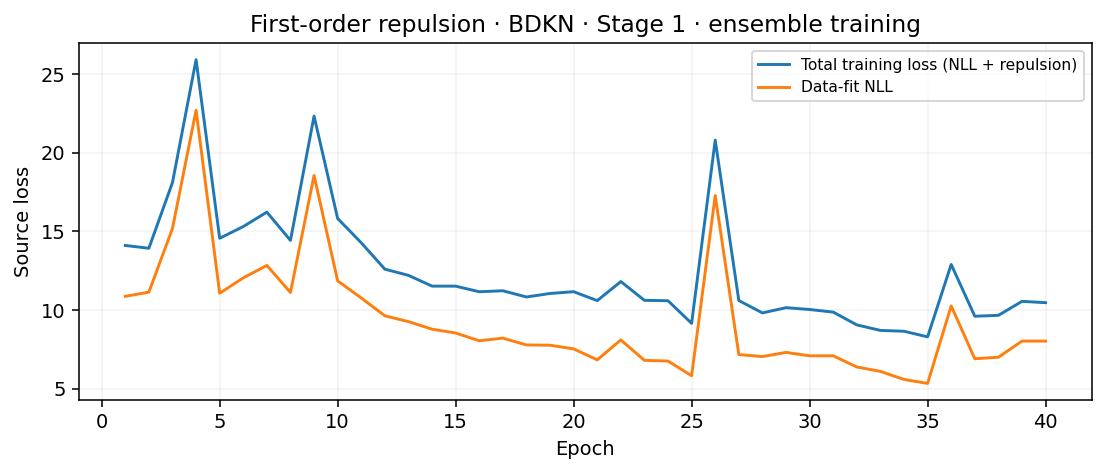 First-order repulsion · BDKN · Stage 1 · ensemble training
Total training loss (NLL + repulsion)
Data-fit NLL
Source loss
25
20
15
10
5
0 5 10 15 20 25 30 35 40
Epoch